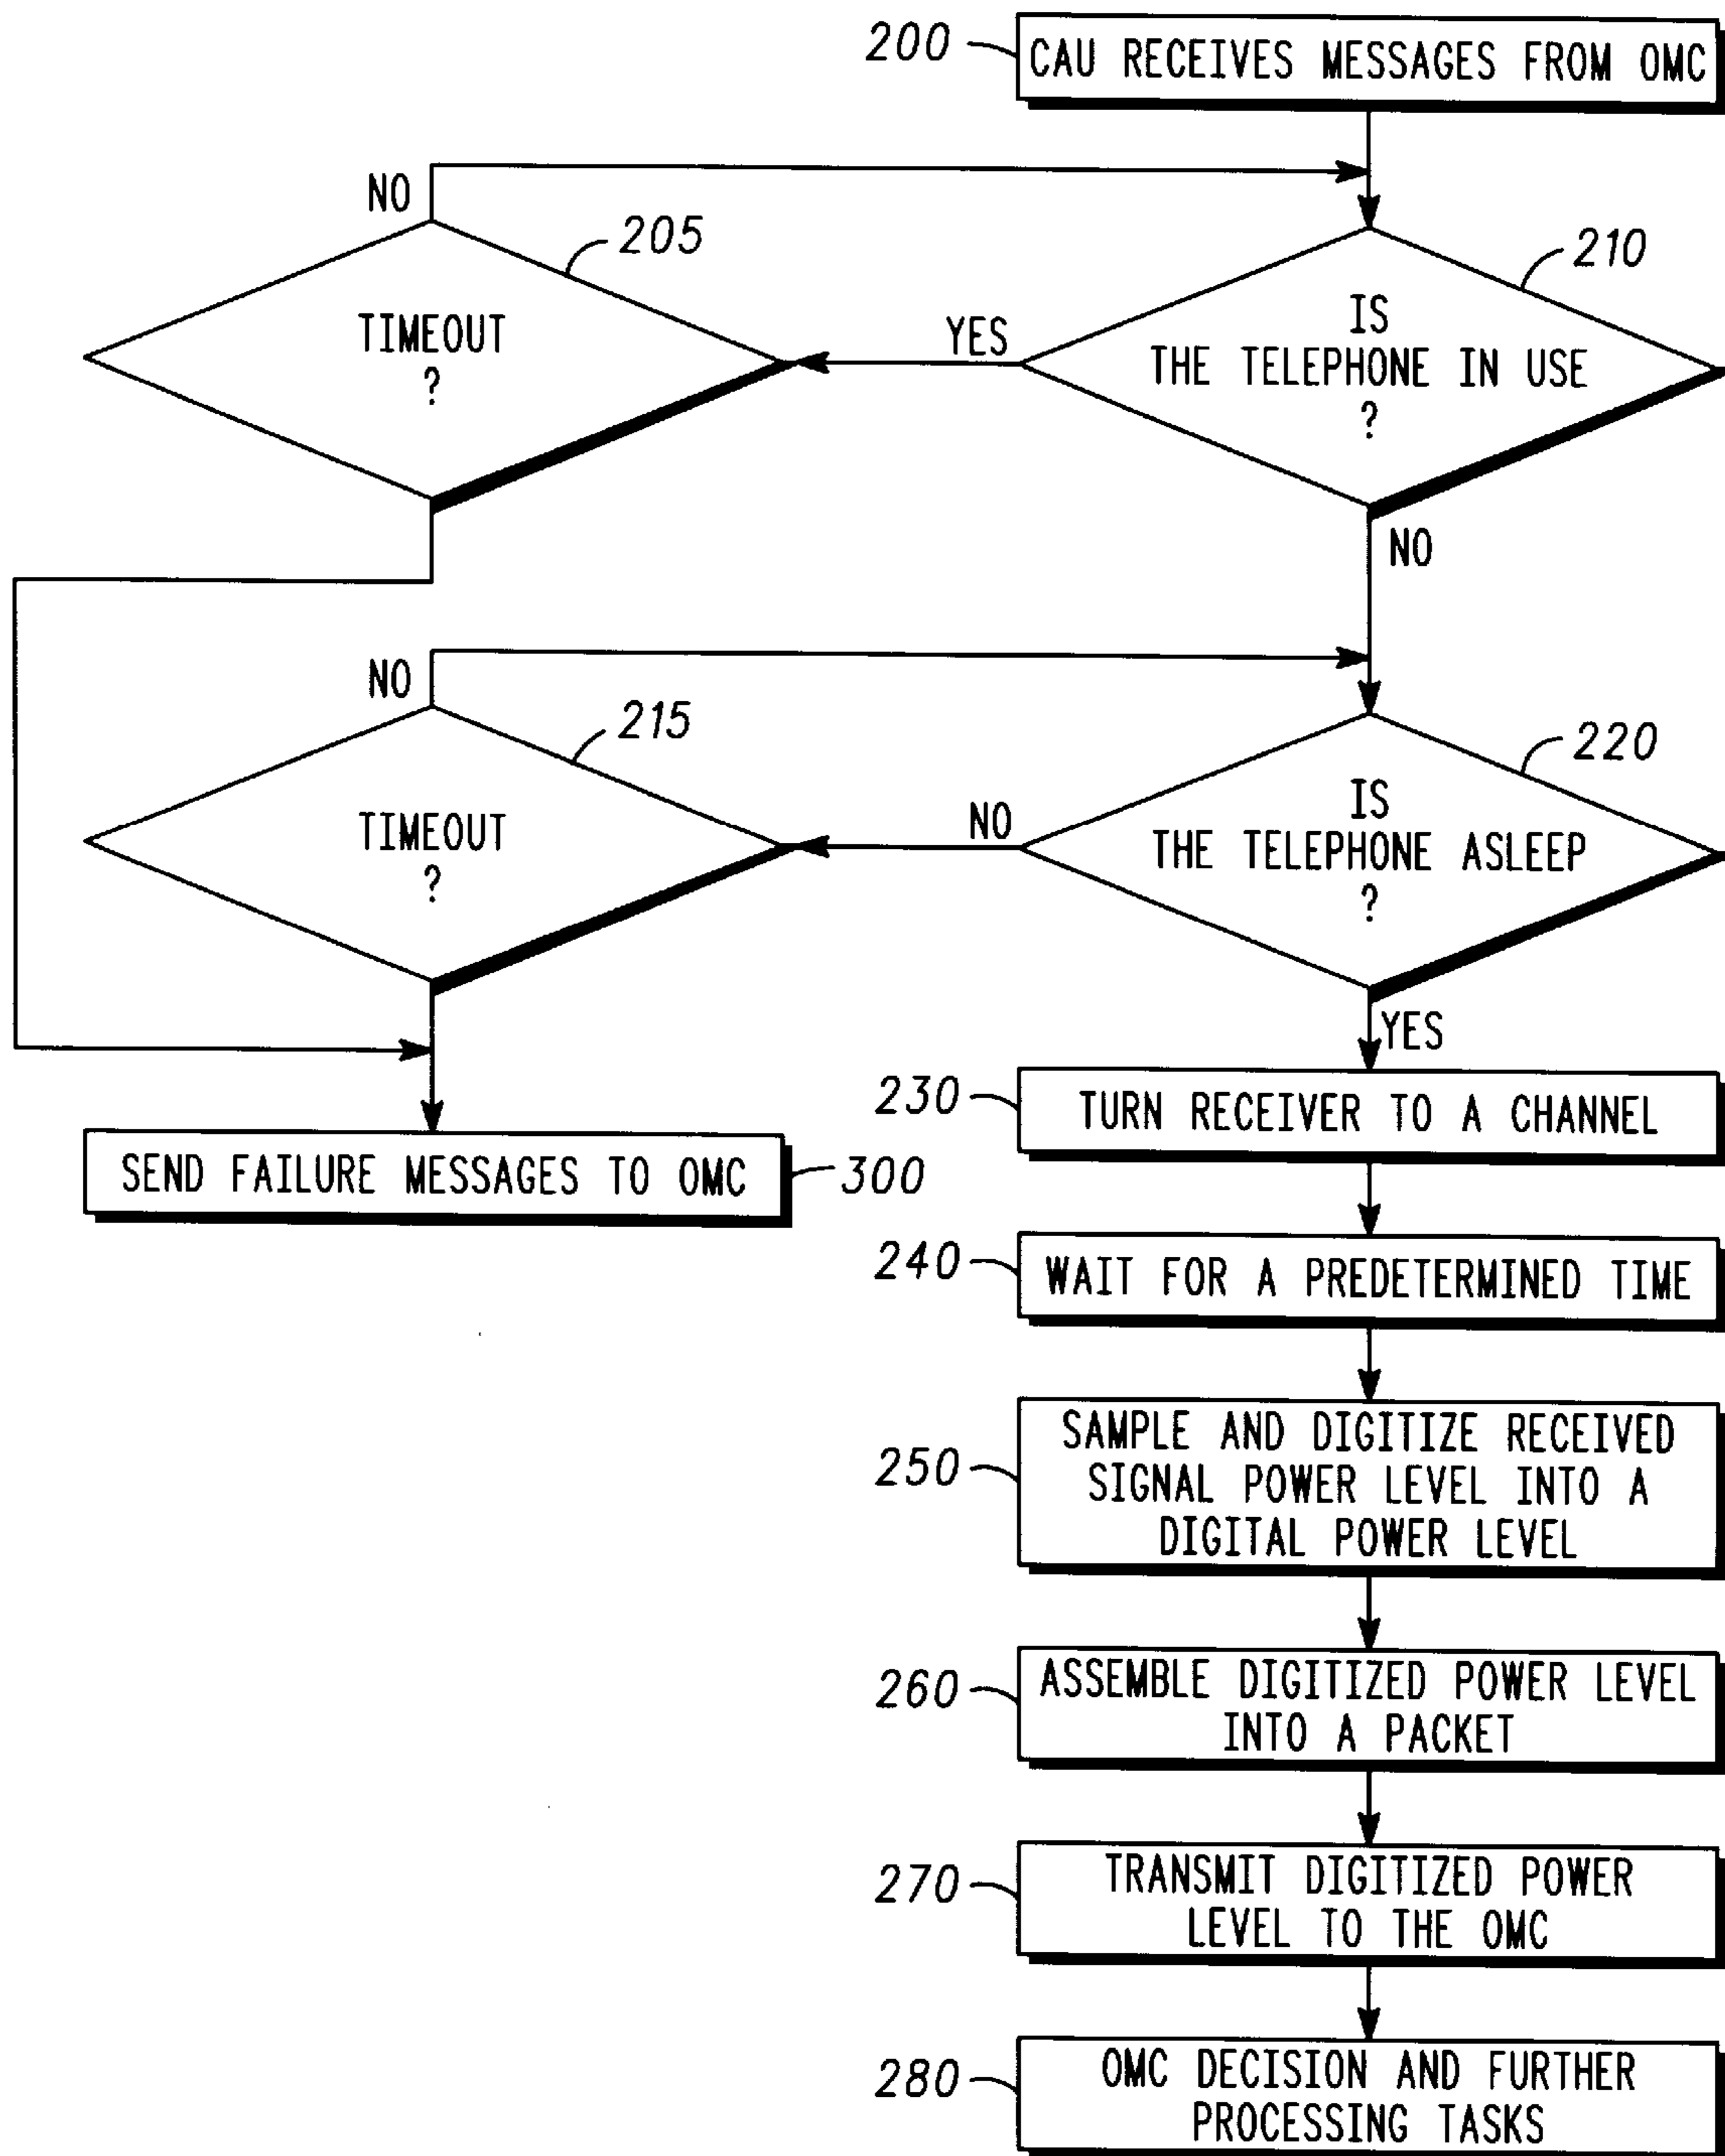 200
CAU RECEIVES MESSAGES FROM OMC
NO
205
TIMEOUT
?
YES
210
IS
THE TELEPHONE IN USE
?
NO
NO
215
TIMEOUT
?
NO
220
IS
THE TELEPHONE ASLEEP
?
YES
230
TURN RECEIVER TO A CHANNEL
SEND FAILURE MESSAGES TO OMC
300
240
WAIT FOR A PREDETERMINED TIME
250
SAMPLE AND DIGITIZE RECEIVED
SIGNAL POWER LEVEL INTO A
DIGITAL POWER LEVEL
260
ASSEMBLE DIGITIZED POWER LEVEL
INTO A PACKET
270
TRANSMIT DIGITIZED POWER
LEVEL TO THE OMC
280
OMC DECISION AND FURTHER
PROCESSING TASKS